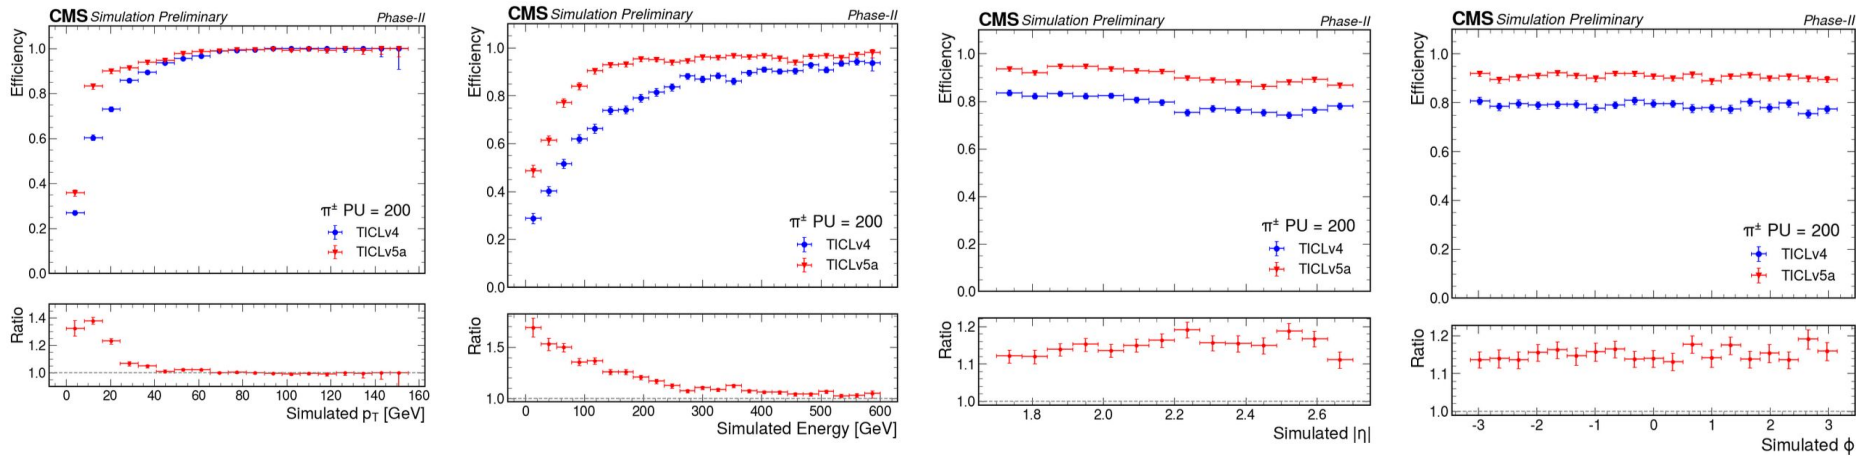 CMS Simulation Preliminary Phase-II
Efficiency
1.0
0.8
0.6
0.4
0.2
0.0
π± PU = 200
TICLv4
TICLv5a
Ratio
1.4
1.2
1.0
0 20 40 60 80 100 120 140 160
Simulated pT [GeV]
CMS Simulation Preliminary Phase-II
Efficiency
1.0
0.8
0.6
0.4
0.2
0.0
π± PU = 200
TICLv4
TICLv5a
Ratio
1.5
1.0
0 100 200 300 400 500 600
Simulated Energy [GeV]
CMS Simulation Preliminary Phase-II
Efficiency
1.0
0.8
0.6
0.4
0.2
0.0
π± PU = 200
TICLv4
TICLv5a
Ratio
1.2
1.1
1.0
1.8 2.0 2.2 2.4 2.6
Simulated |η|
CMS Simulation Preliminary Phase-II
Efficiency
1.0
0.8
0.6
0.4
0.2
0.0
π± PU = 200
TICLv4
TICLv5a
Ratio
1.2
1.1
1.0
-3 -2 -1 0 1 2 3
Simulated ϕ